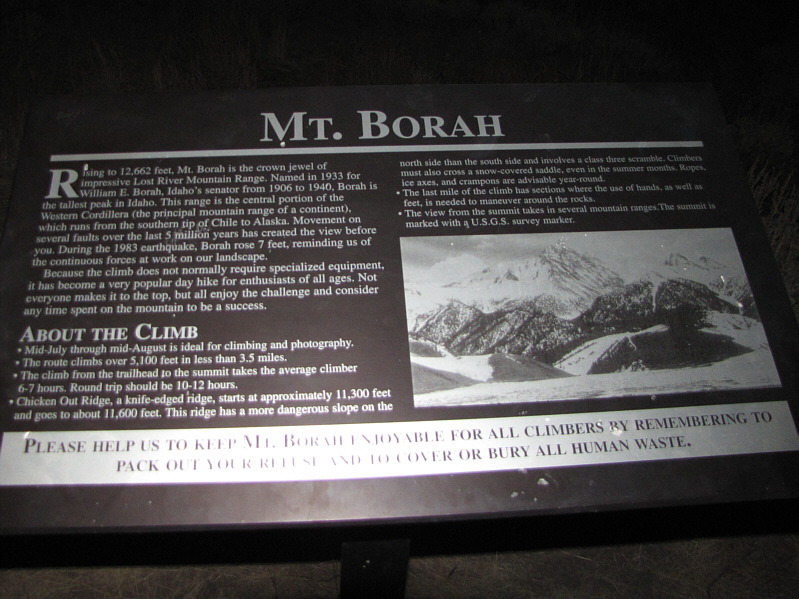 MT. BORAH
Rising to 12,662 feet, Mt. Borah is the crown jewel of
impressive Lost River Mountain Range. Named in 1933 for
William E. Borah, Idaho's senator from 1906 to 1940, Borah is
the tallest peak in Idaho. This range is the central portion of the
Western Cordillera (the principal mountain range of a continent),
which runs from the southern tip of Chile to Alaska. Movement on
several faults over the last 5 million years has created the view before
you. During the 1983 earthquake, Borah rose 7 feet, reminding us of
the continuous forces at work on our landscape.
Because the climb does not normally require specialized equipment,
it has become a very popular day hike for enthusiasts of all ages. Not
everyone makes it to the top, but all enjoy the challenge and consider
any time spent on the mountain to be a success.
ABOUT THE CLIMB
• Mid-July through mid-August is ideal for climbing and photography.
• The route climbs over 5,100 feet in less than 3.5 miles.
• The climb from the trailhead to the summit takes the average climber
6-7 hours. Round trip should be 10-12 hours.
• Chicken Out Ridge, a knife-edged ridge, starts at approximately 11,300 feet
and goes to about 11,600 feet. This ridge has a more dangerous slope on the
north side than the south side and involves a class three scramble. Climbers
must also cross a snow-covered saddle, even in the summer months. Ropes,
ice axes, and crampons are advisable year-round.
• The last mile of the climb has sections where the use of hands, as well as
feet, is needed to maneuver around the rocks.
• The view from the summit takes in several mountain ranges.The summit is
marked with a U.S.G.S. survey marker.
PLEASE HELP US TO KEEP MT. BORAH ENJOYABLE FOR ALL CLIMBERS BY REMEMBERING TO
PACK OUT YOUR REFUSE AND TO COVER OR BURY ALL HUMAN WASTE.